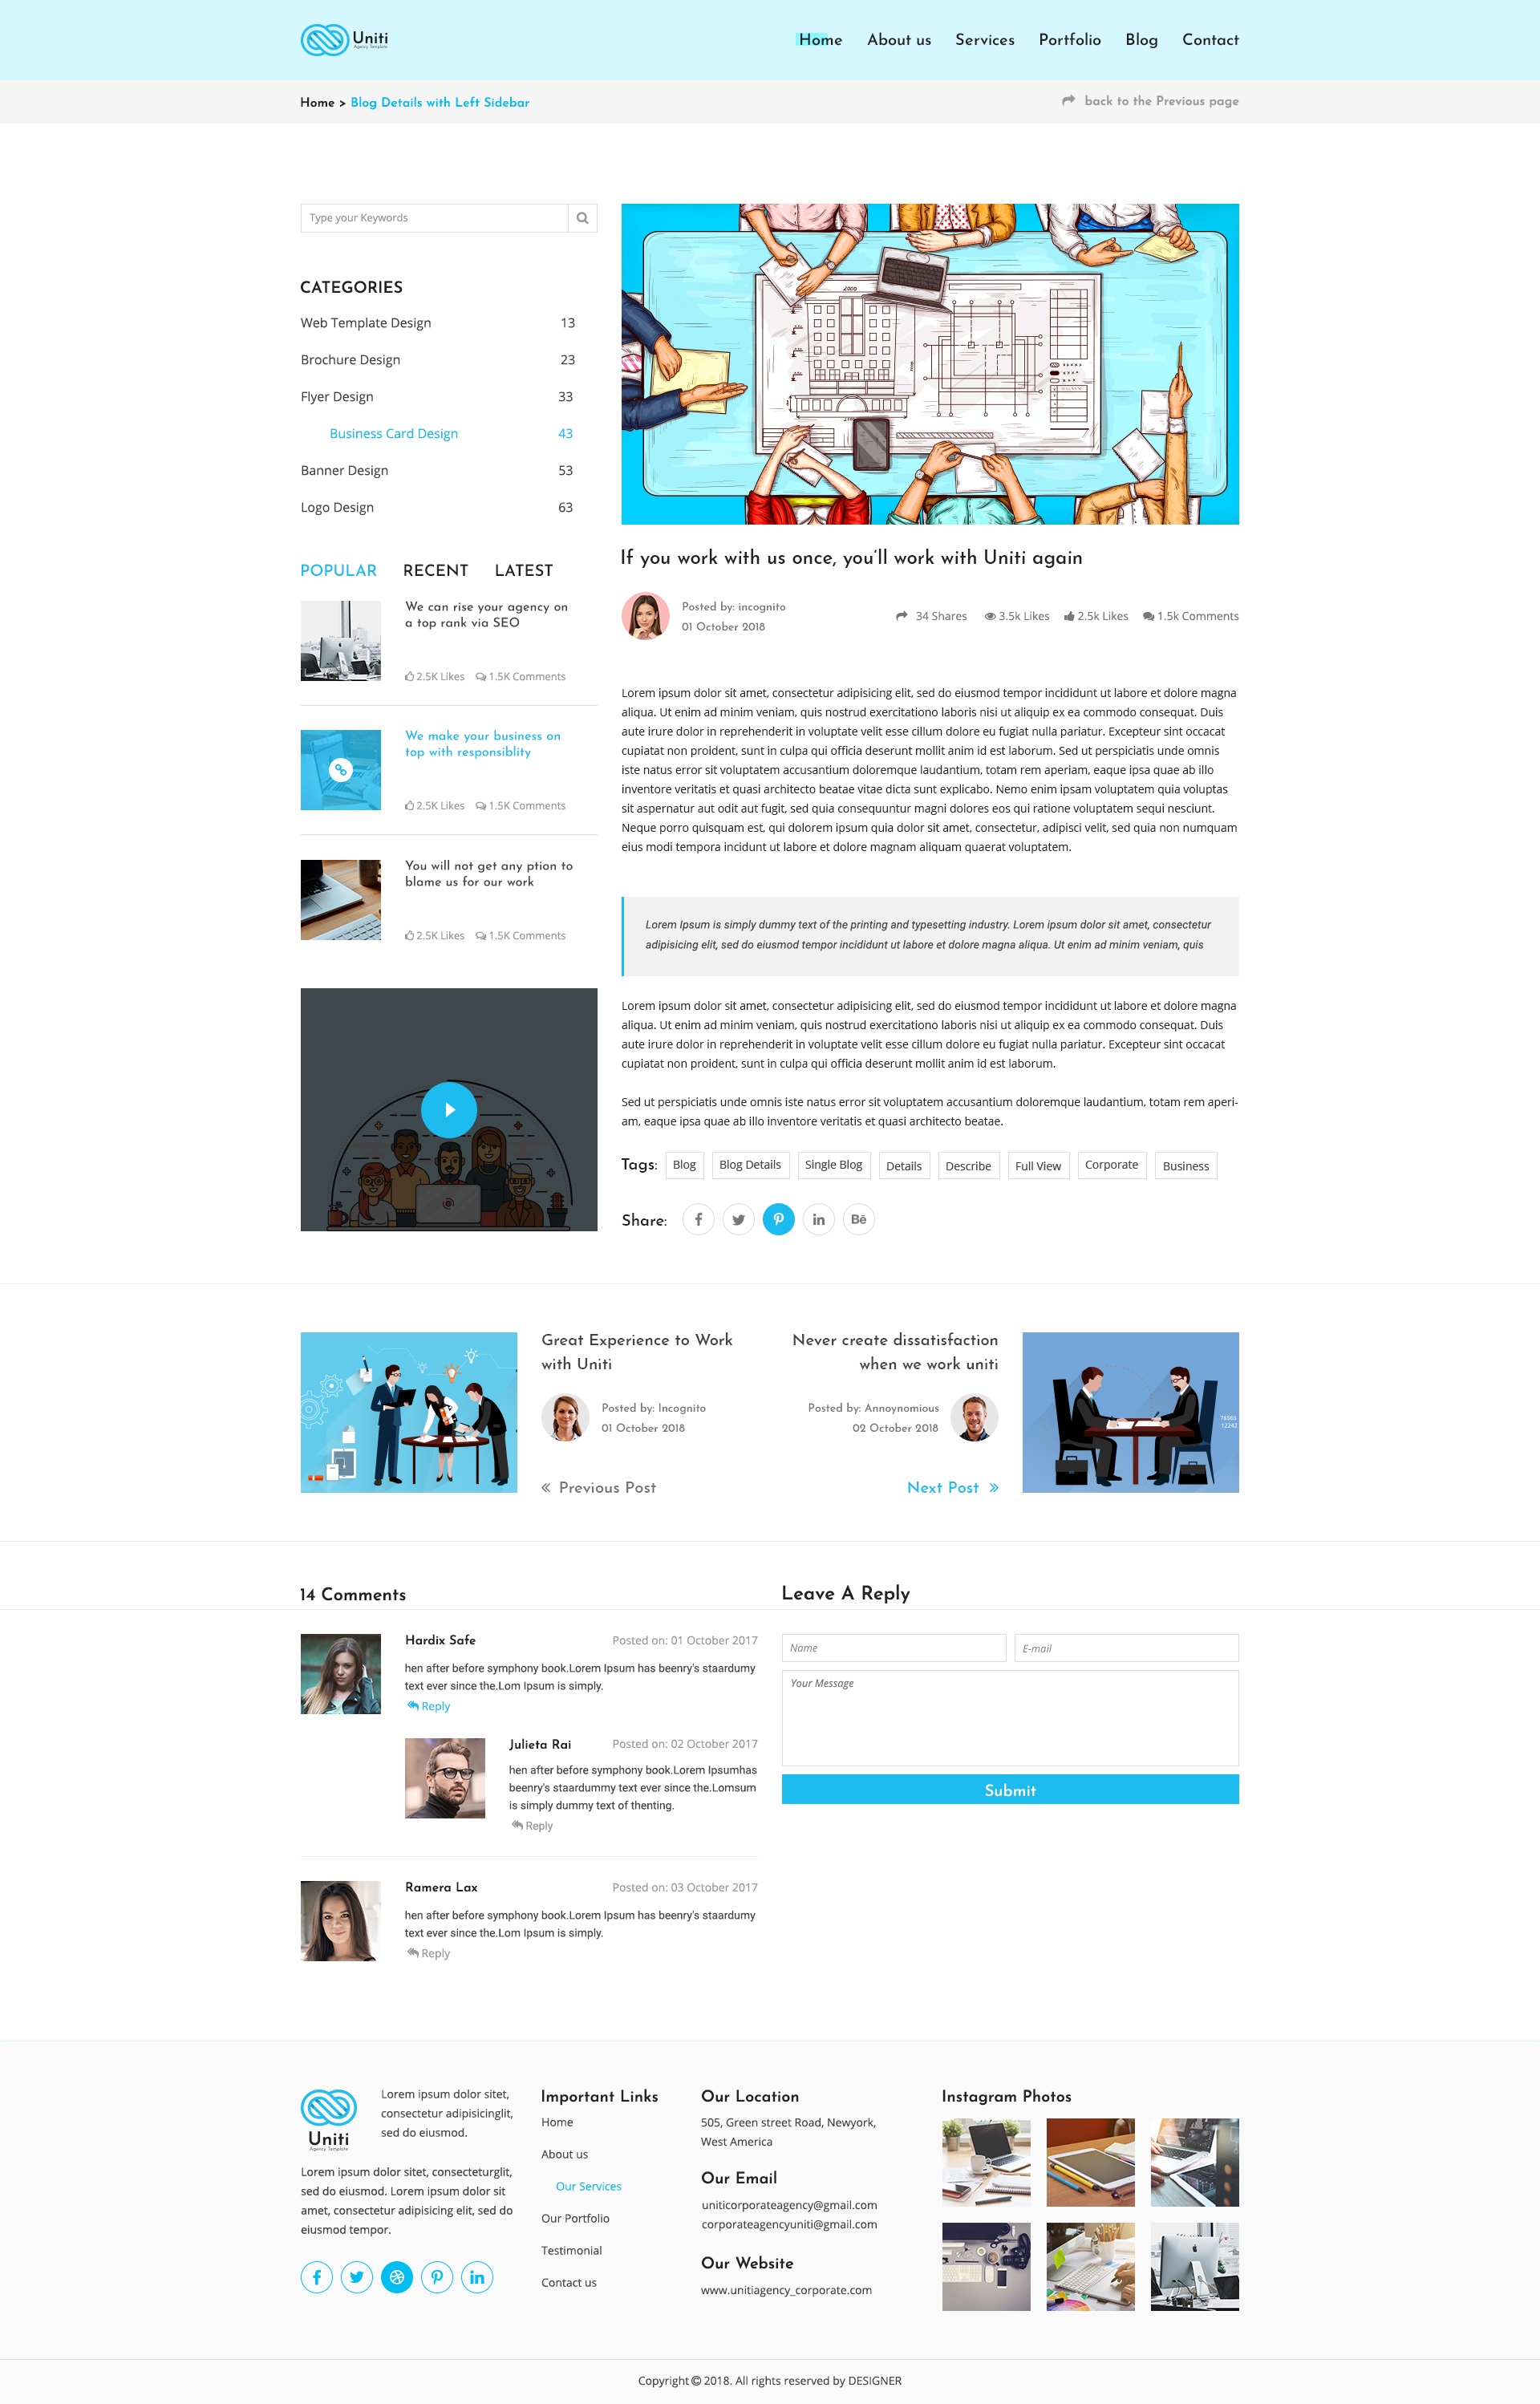 Uniti
Agency Template
Home
About us
Services
Portfolio
Blog
Contact
Home > Blog Details with Left Sidebar
back to the Previous page
Type your Keywords
CATEGORIES
Web Template Design 13
Brochure Design 23
Flyer Design 33
Business Card Design 43
Banner Design 53
Logo Design 63
POPULAR RECENT LATEST
We can rise your agency on
a top rank via SEO
2.5K Likes 1.5K Comments
We make your business on
top with responsiblity
2.5K Likes 1.5K Comments
You will not get any ption to
blame us for our work
2.5K Likes 1.5K Comments
If you work with us once, you'll work with Uniti again
Posted by: incognito
01 October 2018
34 Shares 3.5k Likes 2.5k Likes 1.5k Comments
Lorem ipsum dolor sit amet, consectetur adipisicing elit, sed do eiusmod tempor incididunt ut labore et dolore magna
aliqua. Ut enim ad minim veniam, quis nostrud exercitationo laboris nisi ut aliquip ex ea commodo consequat. Duis
aute irure dolor in reprehenderit in voluptate velit esse cillum dolore eu fugiat nulla pariatur. Excepteur sint occacat
cupiatat non proident, sunt in culpa qui officia deserunt mollit anim id est laborum. Sed ut perspiciatis unde omnis
iste natus error sit voluptatem accusantium doloremque laudantium, totam rem aperiam, eaque ipsa quae ab illo
inventore veritatis et quasi architecto beatae vitae dicta sunt explicabo. Nemo enim ipsam voluptatem quia voluptas
sit aspernatur aut odit aut fugit, sed quia consequuntur magni dolores eos qui ratione voluptatem sequi nesciunt.
Neque porro quisquam est, qui dolorem ipsum quia dolor sit amet, consectetur, adipisci velit, sed quia non numquam
eius modi tempora incidunt ut labore et dolore magnam aliquam quaerat voluptatem.
Lorem Ipsum is simply dummy text of the printing and typesetting industry. Lorem ipsum dolor sit amet, consectetur
adipisicing elit, sed do eiusmod tempor incididunt ut labore et dolore magna aliqua. Ut enim ad minim veniam, quis
Lorem ipsum dolor sit amet, consectetur adipisicing elit, sed do eiusmod tempor incididunt ut labore et dolore magna
aliqua. Ut enim ad minim veniam, quis nostrud exercitationo laboris nisi ut aliquip ex ea commodo consequat. Duis
aute irure dolor in reprehenderit in voluptate velit esse cillum dolore eu fugiat nulla pariatur. Excepteur sint occacat
cupiatat non proident, sunt in culpa qui officia deserunt mollit anim id est laborum.
Sed ut perspiciatis unde omnis iste natus error sit voluptatem accusantium doloremque laudantium, totam rem aperi-
am, eaque ipsa quae ab illo inventore veritatis et quasi architecto beatae.
Tags: Blog Blog Details Single Blog Details Describe Full View Corporate Business
Share:
Bē
Great Experience to Work
with Uniti
Posted by: Incognito
01 October 2018
« Previous Post
Never create dissatisfaction
when we work uniti
Posted by: Annoynomious
02 October 2018
Next Post »
76565
12242
14 Comments
Hardix Safe Posted on: 01 October 2017
hen after before symphony book.Lorem Ipsum has beenry's staardumy
text ever since the.Lom Ipsum is simply.
Reply
Julieta Rai Posted on: 02 October 2017
hen after before symphony book.Lorem Ipsumhas
beenry's staardummy text ever since the.Lomsum
is simply dummy text of thenting.
Reply
Ramera Lax Posted on: 03 October 2017
hen after before symphony book.Lorem Ipsum has beenry's staardumy
text ever since the.Lom Ipsum is simply.
Reply
Leave A Reply
Name
E-mail
Your Message
Submit
Uniti
Agency Template
Lorem ipsum dolor sitet,
consectetur adipisicinglit,
sed do eiusmod.
Lorem ipsum dolor sitet, consecteturglit,
sed do eiusmod. Lorem ipsum dolor sit
amet, consectetur adipisicing elit, sed do
eiusmod tempor.
Important Links
Home
About us
Our Services
Our Portfolio
Testimonial
Contact us
Our Location
505, Green street Road, Newyork,
West America
Our Email
uniticorporateagency@gmail.com
corporateagencyuniti@gmail.com
Our Website
www.unitiagency_corporate.com
Instagram Photos
Copyright © 2018. All rights reserved by DESIGNER